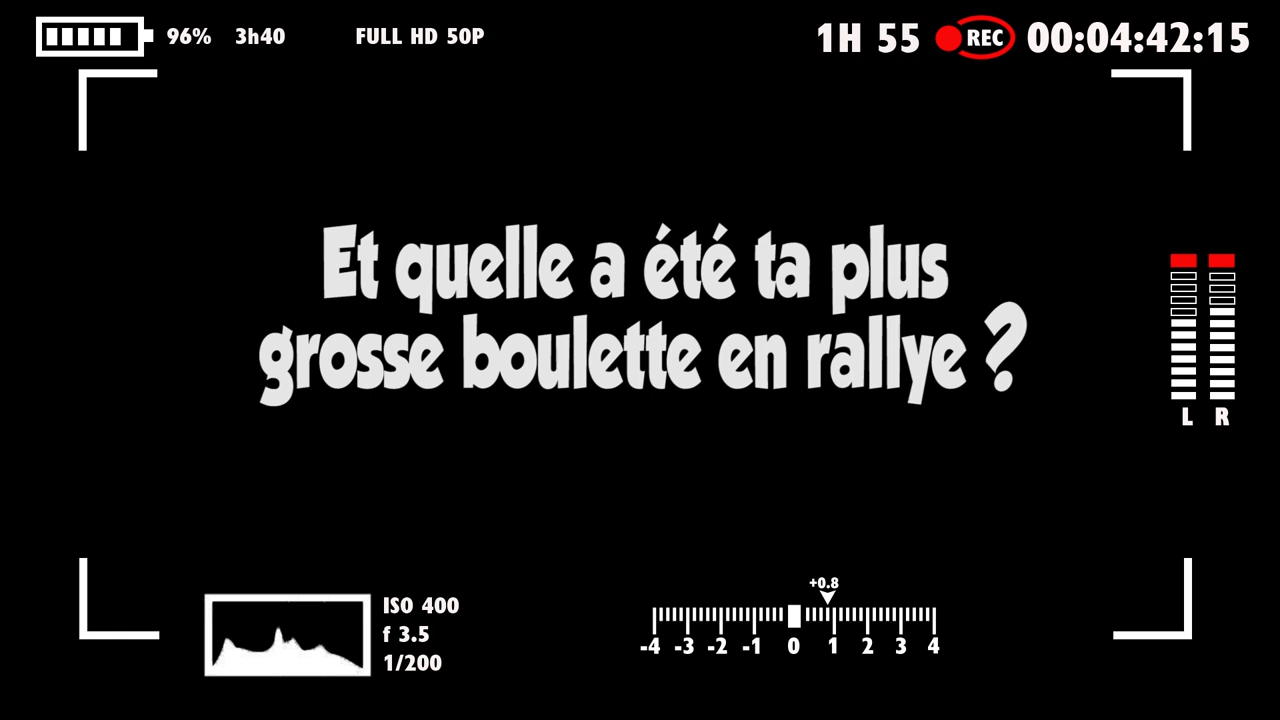 96% 3h40 FULL HD 50P 1H 55 REC 00:04:42:15
Et quelle a été ta plus
grosse boulette en rallye ?
L R
+0.8
ISO 400
f 3.5
1/200
-4 -3 -2 -1 0 1 2 3 4